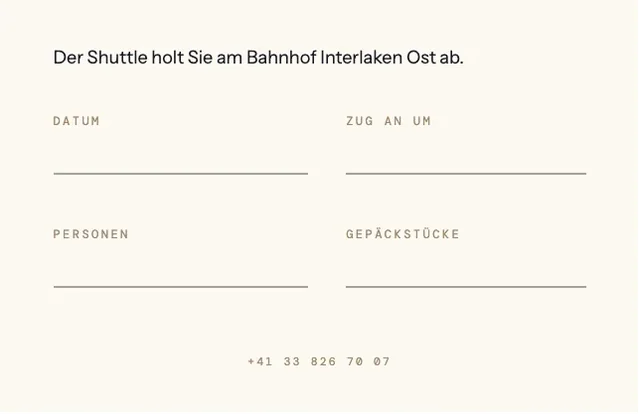 Der Shuttle holt Sie am Bahnhof Interlaken Ost ab.
DATUM
ZUG AN UM
PERSONEN
GEPÄCKSTÜCKE
+41 33 826 70 07